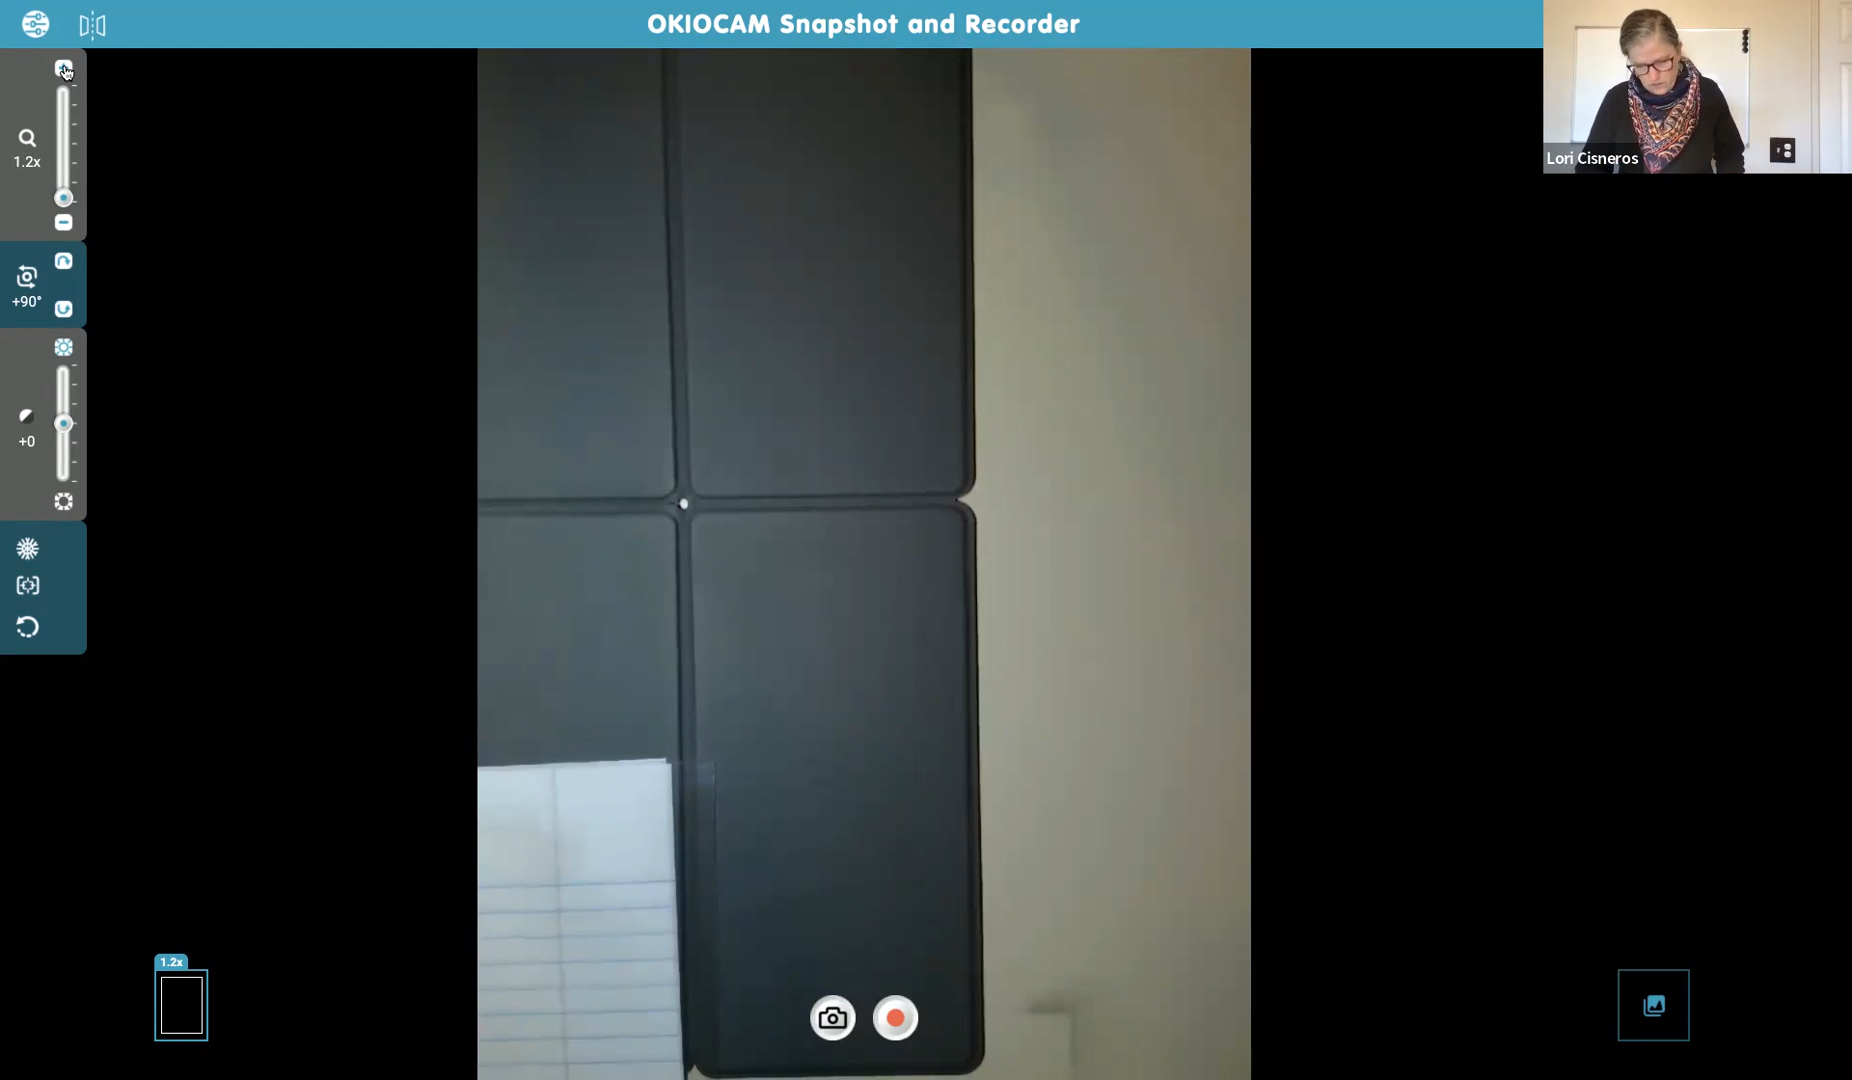 OKIOCAM Snapshot and Recorder
Lori Cisneros
1.2x
+90°
+0
1.2x